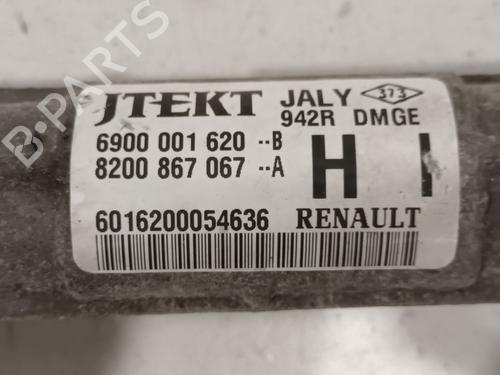 JTEKT JALY 373
942R DMGE
6900 001 620 --B
8200 867 067 --A
H I
6016200054636 RENAULT
B-PARTS